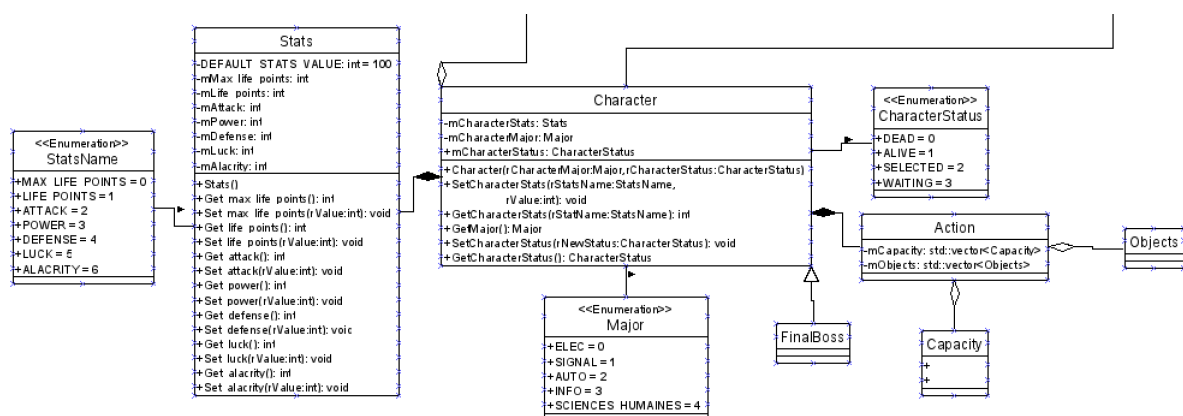 Stats
-DEFAULT STATS VALUE: int = 100
-mMax life points: int
-mLife points: int
-mAttack: int
-mPower: int
-mDefense: int
-mLuck: int
-mAlacrity: int
+Stats()
+Get max life points(): int
+Set max life points(rValue:int): void
+Get life points(): int
+Set life points(rValue:int): void
+Get attack(): int
+Set attack(rValue:int): void
+Get power(): int
+Set power(rValue:int): void
+Get defense(): int
+Set defense(rValue:int): void
+Get luck(): int
+Set luck(rValue:int): void
+Get alacrity(): int
+Set alacrity(rValue:int): void
<<Enumeration>>
StatsName
+MAX LIFE POINTS = 0
+LIFE POINTS = 1
+ATTACK = 2
+POWER = 3
+DEFENSE = 4
+LUCK = 5
+ALACRITY = 6
Character
-mCharacterStats: Stats
-mCharacterMajor: Major
+mCharacterStatus: CharacterStatus
+Character(rCharacterMajor:Major,rCharacterStatus:CharacterStatus)
+SetCharacterStats(rStatsName:StatsName,
rValue:int): void
+GetCharacterStats(rStatName:StatsName): int
+GetMajor(): Major
+SetCharacterStatus(rNewStatus:CharacterStatus): void
+GetCharacterStatus(): CharacterStatus
<<Enumeration>>
CharacterStatus
+DEAD = 0
+ALIVE = 1
+SELECTED = 2
+WAITING = 3
Action
-mCapacity: std::vector<Capacity>
-mObjects: std::vector<Objects>
Objects
<<Enumeration>>
Major
+ELEC = 0
+SIGNAL = 1
+AUTO = 2
+INFO = 3
+SCIENCES HUMAINES = 4
FinalBoss
Capacity
+
+